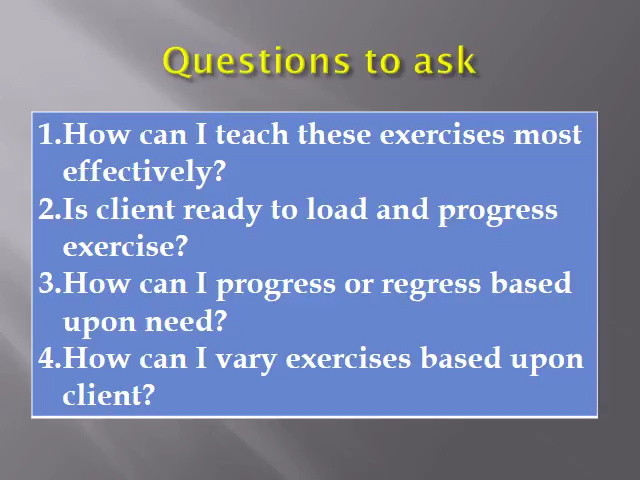 Questions to ask
1.How can I teach these exercises most
effectively?
2.Is client ready to load and progress
exercise?
3.How can I progress or regress based
upon need?
4.How can I vary exercises based upon
client?